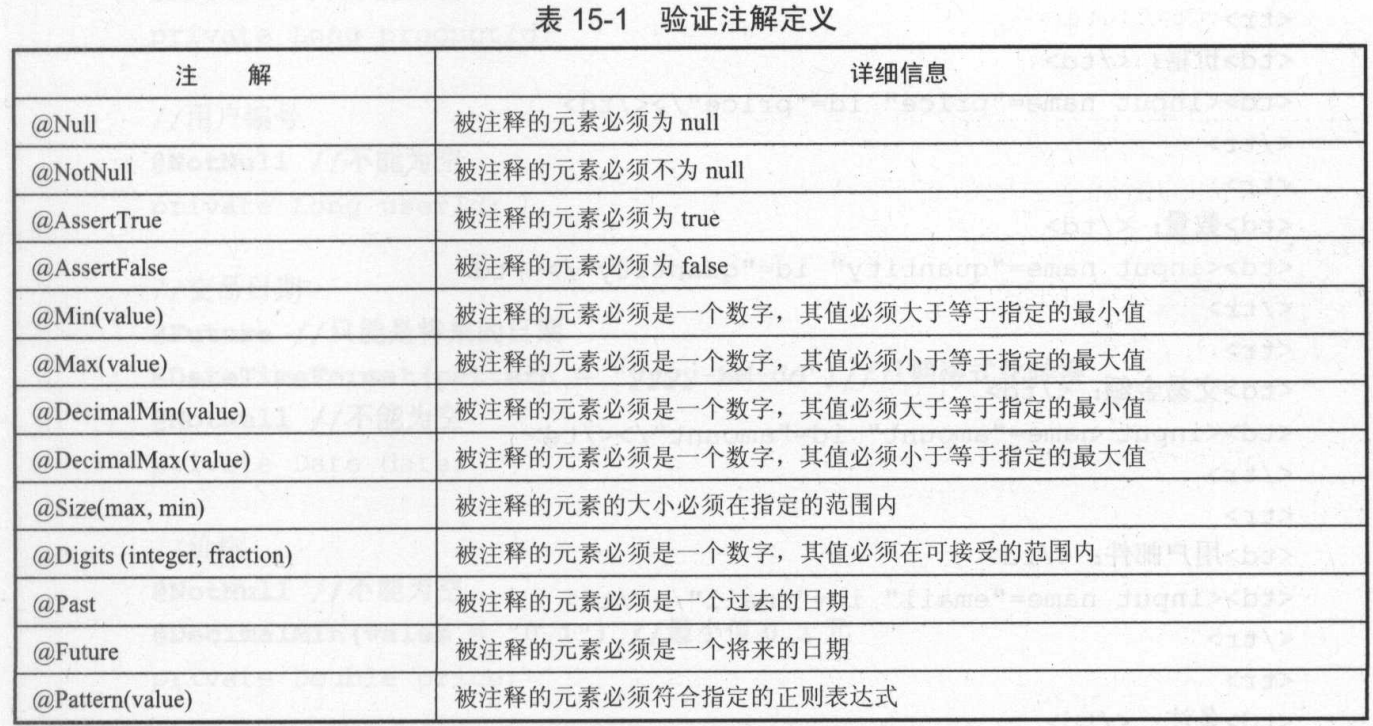 表 15-1 验证注解定义
注 解 详细信息
@Null 被注释的元素必须为 null
@NotNull 被注释的元素必须不为 null
@AssertTrue 被注释的元素必须为 true
@AssertFalse 被注释的元素必须为 false
@Min(value) 被注释的元素必须是一个数字，其值必须大于等于指定的最小值
@Max(value) 被注释的元素必须是一个数字，其值必须小于等于指定的最大值
@DecimalMin(value) 被注释的元素必须是一个数字，其值必须大于等于指定的最小值
@DecimalMax(value) 被注释的元素必须是一个数字，其值必须小于等于指定的最大值
@Size(max, min) 被注释的元素的大小必须在指定的范围内
@Digits (integer, fraction) 被注释的元素必须是一个数字，其值必须在可接受的范围内
@Past 被注释的元素必须是一个过去的日期
@Future 被注释的元素必须是一个将来的日期
@Pattern(value) 被注释的元素必须符合指定的正则表达式